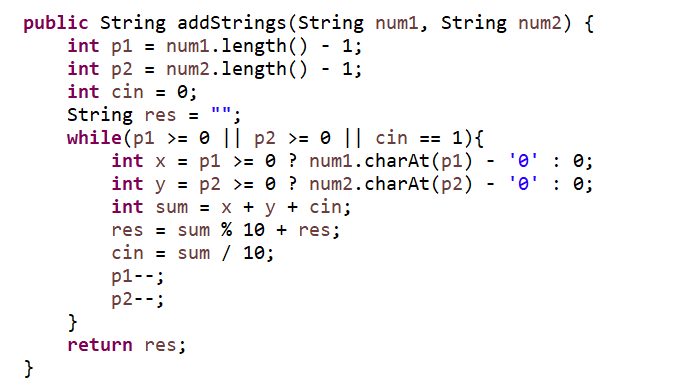 public String addStrings(String num1, String num2) {
    int p1 = num1.length() - 1;
    int p2 = num2.length() - 1;
    int cin = 0;
    String res = "";
    while(p1 >= 0 || p2 >= 0 || cin == 1){
        int x = p1 >= 0 ? num1.charAt(p1) - '0' : 0;
        int y = p2 >= 0 ? num2.charAt(p2) - '0' : 0;
        int sum = x + y + cin;
        res = sum % 10 + res;
        cin = sum / 10;
        p1--;
        p2--;
    }
    return res;
}